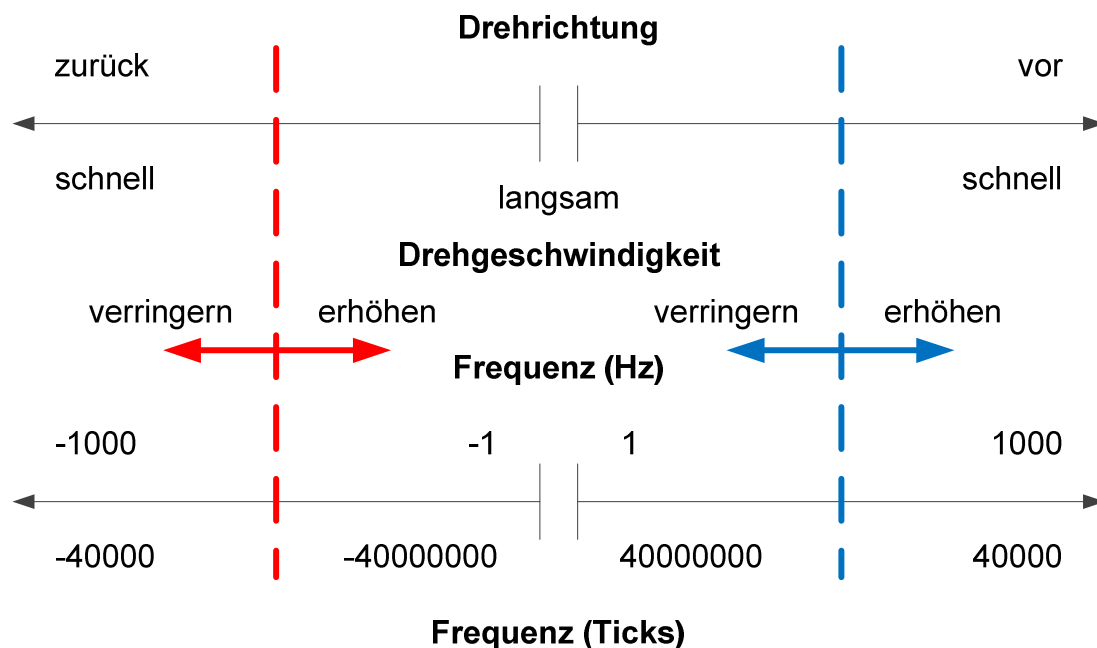 Drehrichtung
zurück vor
schnell schnell
langsam
Drehgeschwindigkeit
verringern erhöhen verringern erhöhen
Frequenz (Hz)
-1000 -1 1 1000
-40000 -40000000 40000000 40000
Frequenz (Ticks)